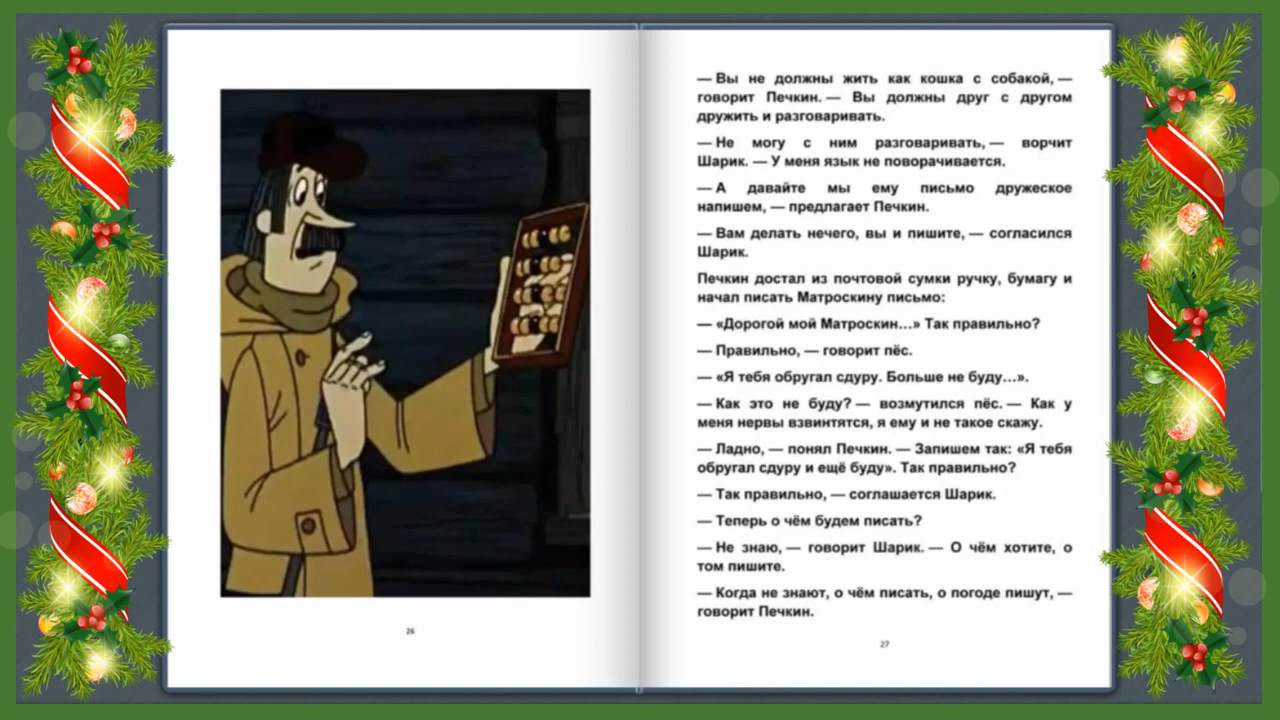 26
— Вы не должны жить как кошка с собакой, —
говорит Печкин. — Вы должны друг с другом
дружить и разговаривать.
— Не могу с ним разговаривать, — ворчит
Шарик. — У меня язык не поворачивается.
— А давайте мы ему письмо дружеское
напишем, — предлагает Печкин.
— Вам делать нечего, вы и пишите, — согласился
Шарик.
Печкин достал из почтовой сумки ручку, бумагу и
начал писать Матроскину письмо:
— «Дорогой мой Матроскин…» Так правильно?
— Правильно, — говорит пёс.
— «Я тебя обругал сдуру. Больше не буду…».
— Как это не буду? — возмутился пёс. — Как у
меня нервы взвинтятся, я ему и не такое скажу.
— Ладно, — понял Печкин. — Запишем так: «Я тебя
обругал сдуру и ещё буду». Так правильно?
— Так правильно, — соглашается Шарик.
— Теперь о чём будем писать?
— Не знаю, — говорит Шарик. — О чём хотите, о
том пишите.
— Когда не знают, о чём писать, о погоде пишут, —
говорит Печкин.
27